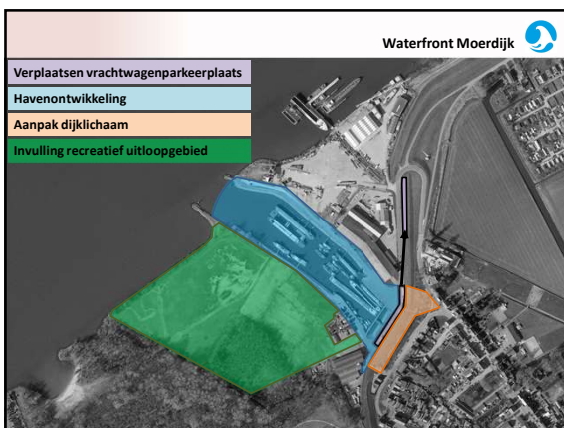 Waterfront Moerdijk
Verplaatsen vrachtwagenparkeerplaats
Havenontwikkeling
Aanpak dijklichaam
Invulling recreatief uitloopgebied